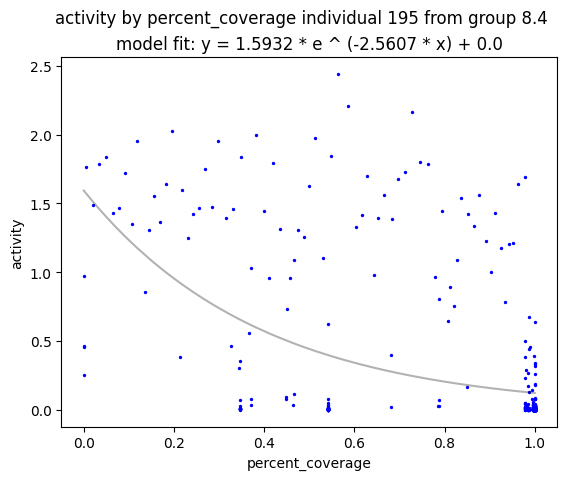 activity by percent_coverage individual 195 from group 8.4
model fit: y = 1.5932 * e ^ (-2.5607 * x) + 0.0
2.5
2.0
1.5
1.0
0.5
0.0
activity
0.0 0.2 0.4 0.6 0.8 1.0
percent_coverage